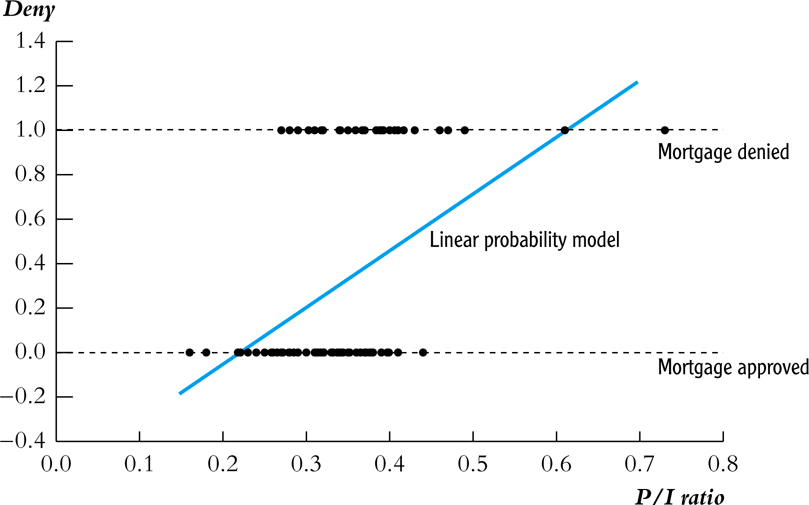 Deny
1.4
1.2
1.0
Mortgage denied
0.8
0.6
Linear probability model
0.4
0.2
0.0
Mortgage approved
−0.2
−0.4
0.0 0.1 0.2 0.3 0.4 0.5 0.6 0.7 0.8
P/I ratio